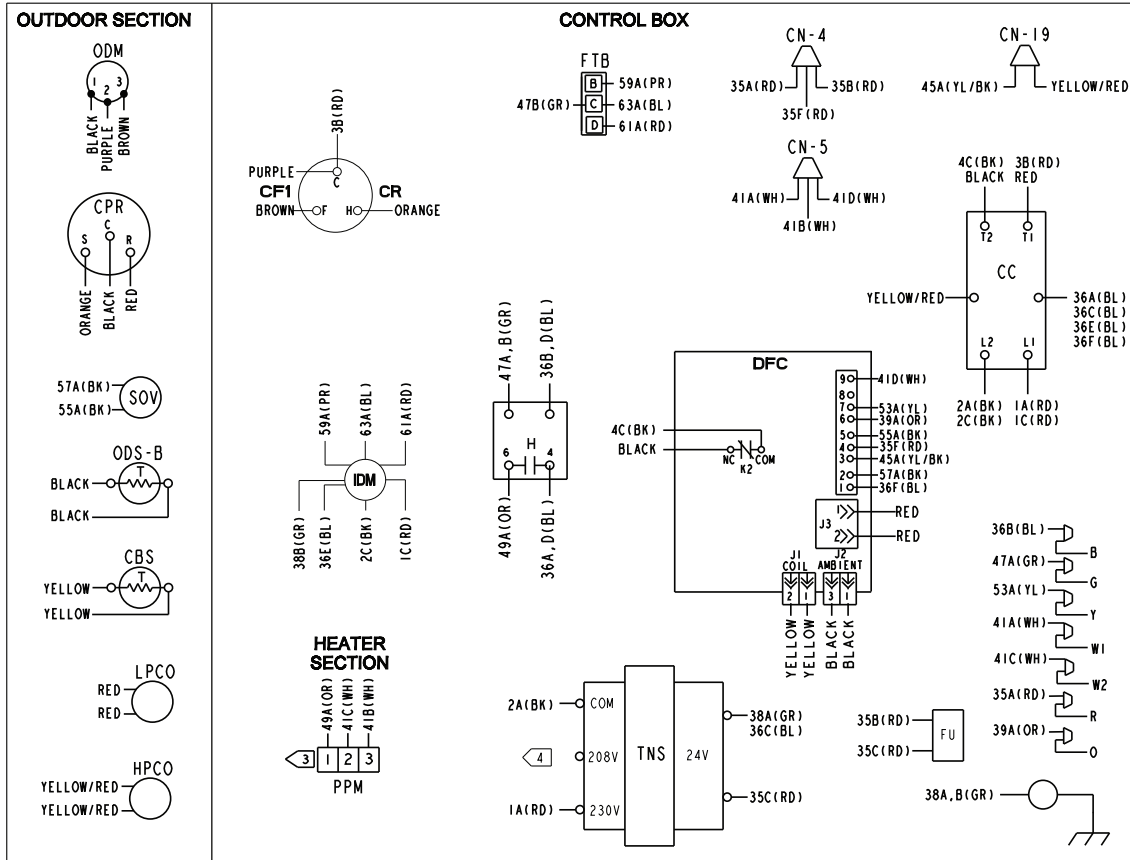 OUTDOOR SECTION
ODM
1 2 3
BLACK
PURPLE
BROWN
CPR
C
S R
ORANGE
BLACK
RED
57A(BK)
55A(BK)
SOV
ODS-B
T
BLACK
BLACK
CBS
T
YELLOW
YELLOW
LPCO
RED
RED
HPCO
YELLOW/RED
YELLOW/RED
CONTROL BOX
3B(RD)
PURPLE
C
CF1 CR
BROWN F H ORANGE
FTB
B 59A(PR)
47B(GR) C 63A(BL)
D 61A(RD)
CN-4
35A(RD) 35B(RD)
35F(RD)
CN-19
45A(YL/BK) YELLOW/RED
CN-5
41A(WH) 41D(WH)
41B(WH)
4C(BK) 3B(RD)
BLACK RED
T2 T1
CC
YELLOW/RED
36A(BL)
36C(BL)
36E(BL)
36F(BL)
L2 L1
2A(BK) 1A(RD)
2C(BK) 1C(RD)
59A(PR)
63A(BL)
61A(RD)
IDM
38B(GR)
36E(BL)
2C(BK)
1C(RD)
47A,B(GR)
36B,D(BL)
H
6 4
49A(OR)
36A,D(BL)
DFC
4C(BK)
BLACK
NC K2 COM
9 41D(WH)
8
7 53A(YL)
6 39A(OR)
5 55A(BK)
4 35F(RD)
3 45A(YL/BK)
2 57A(BK)
1 36F(BL)
J3
1 RED
2 RED
J1 J2
COIL AMBIENT
2 1 3 1
YELLOW
YELLOW
BLACK
BLACK
36B(BL)
B
47A(GR)
G
53A(YL)
Y
41A(WH)
W1
41C(WH)
W2
35A(RD)
R
39A(OR)
O
HEATER
SECTION
49A(OR)
41C(WH)
41B(WH)
3 1 2 3
PPM
2A(BK) COM
4 208V
1A(RD) 230V
TNS
24V
38A(GR)
36C(BL)
35C(RD)
35B(RD)
35C(RD)
FU
38A,B(GR)